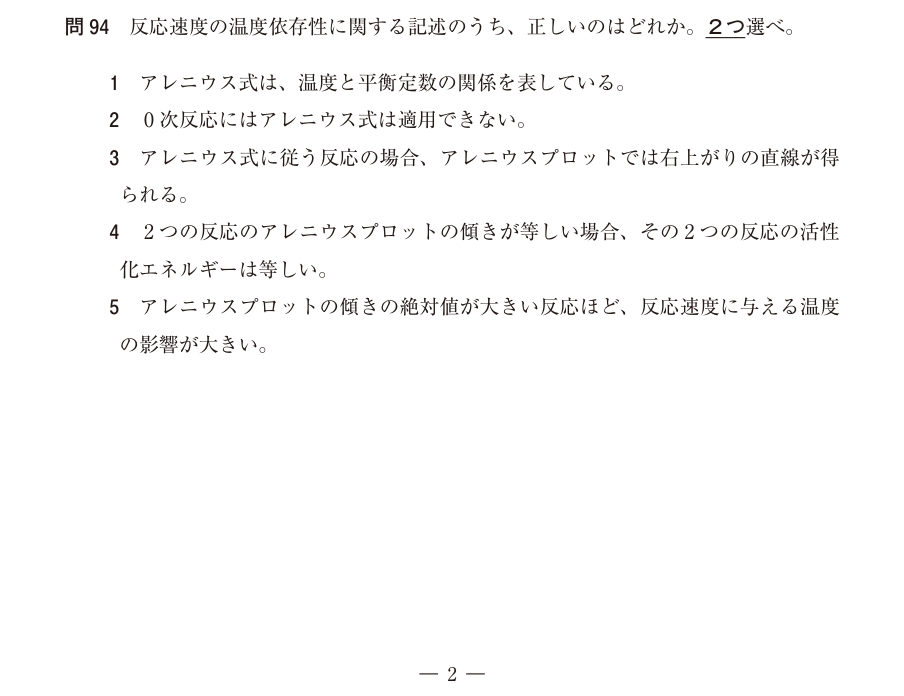 問94　反応速度の温度依存性に関する記述のうち、正しいのはどれか。２つ選べ。
1　アレニウス式は、温度と平衡定数の関係を表している。
2　０次反応にはアレニウス式は適用できない。
3　アレニウス式に従う反応の場合、アレニウスプロットでは右上がりの直線が得
られる。
4　２つの反応のアレニウスプロットの傾きが等しい場合、その２つの反応の活性
化エネルギーは等しい。
5　アレニウスプロットの傾きの絶対値が大きい反応ほど、反応速度に与える温度
の影響が大きい。
― 2 ―